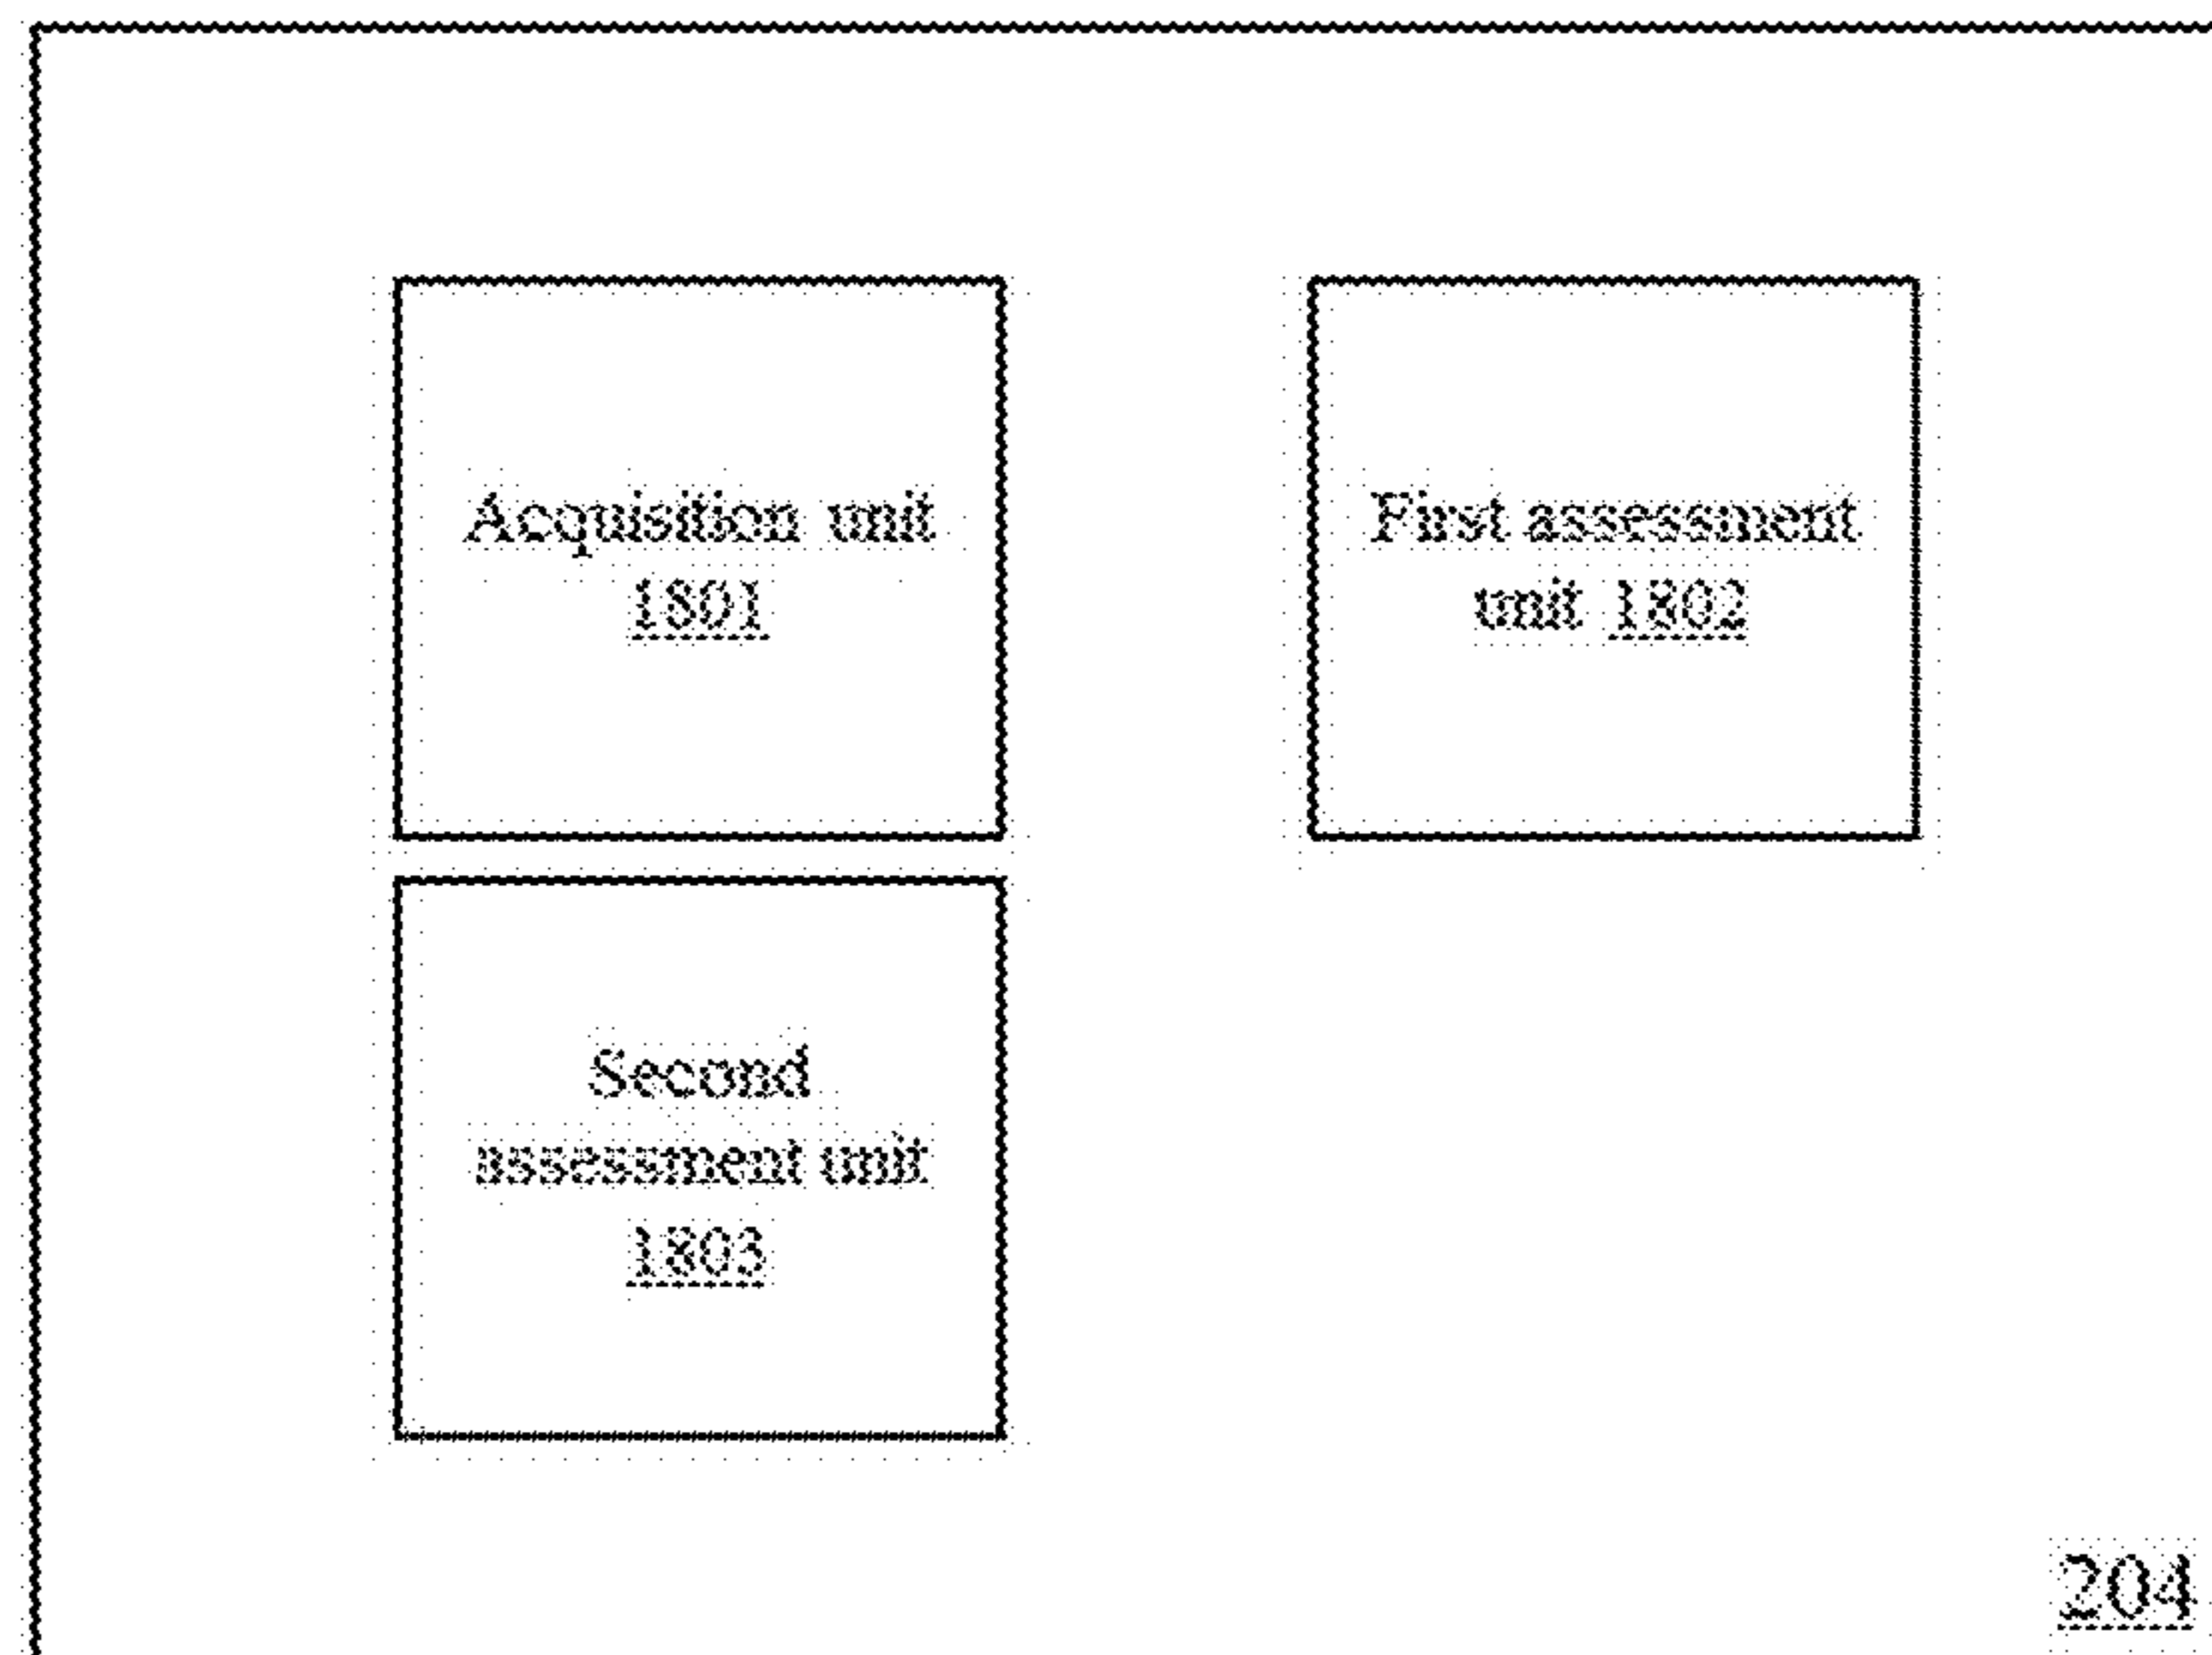 Acquisition unit
1801
First assessment
unit 1802
Second
assessment unit
1803
204